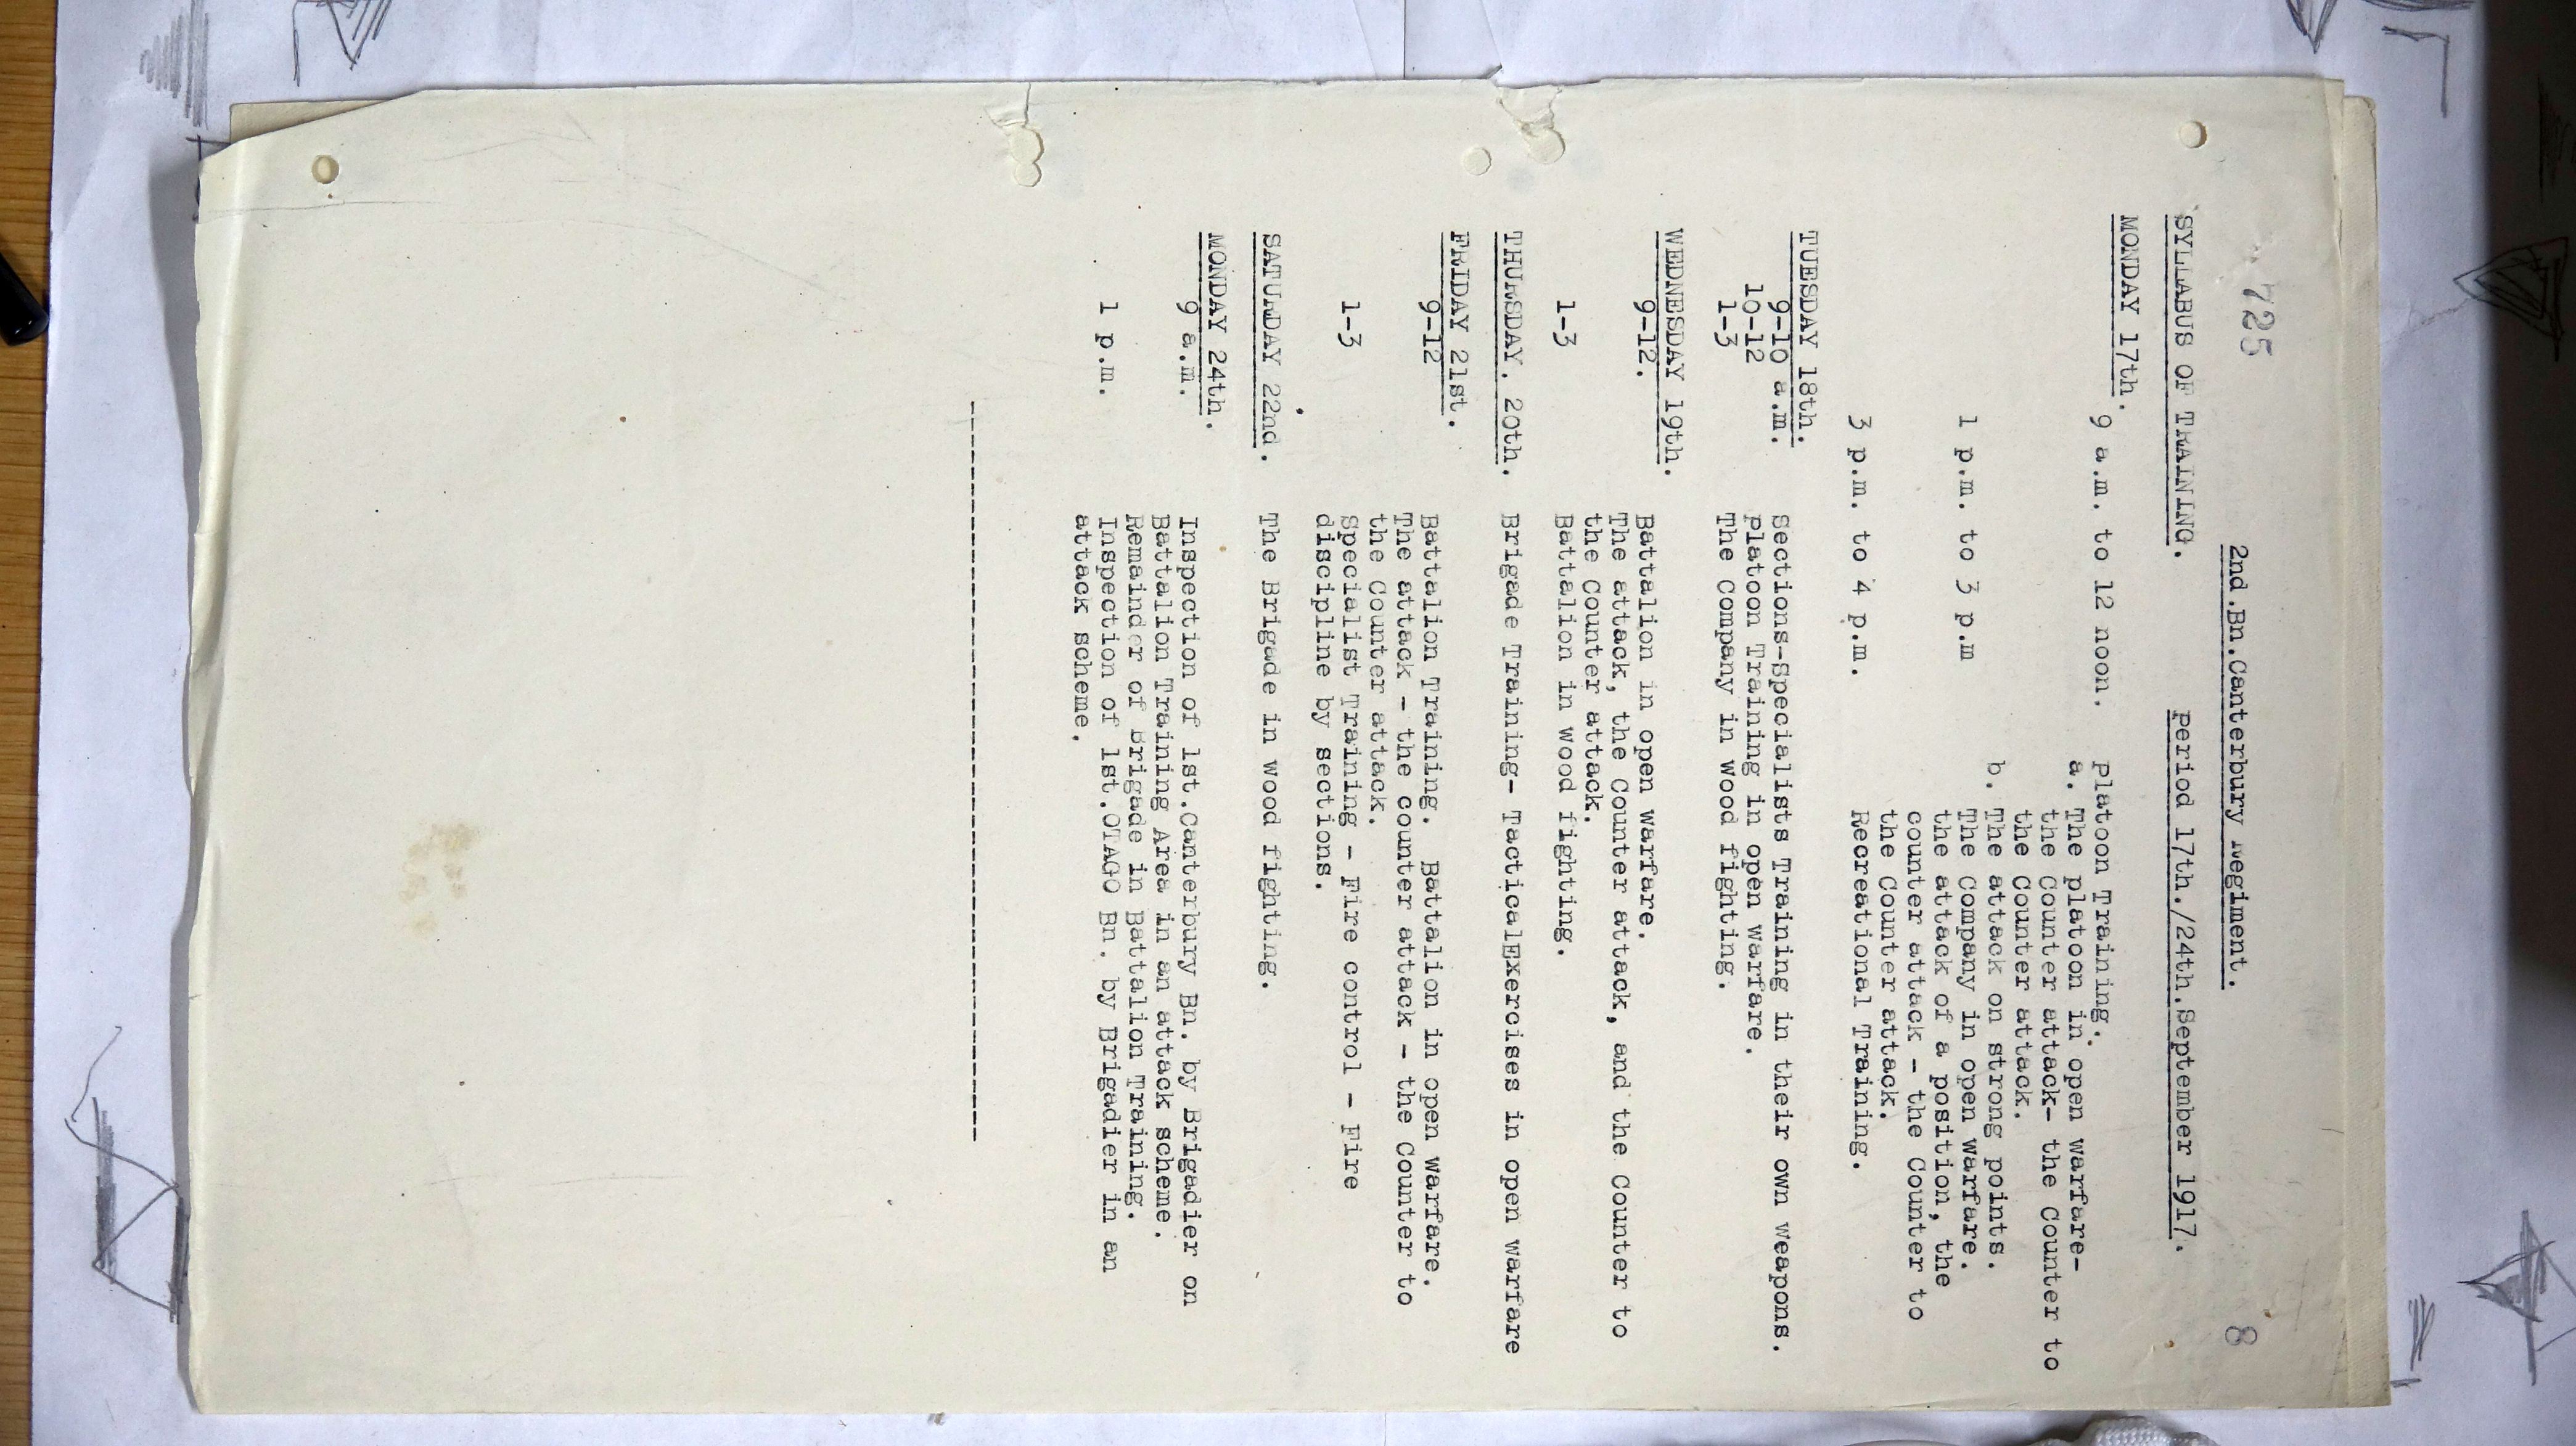 725
8
2nd.Bn.Canterbury Regiment.
SYLLABUS OF TRAINING. Period 17th./24th.September 1917.
MONDAY 17th.
9 a.m. to 12 noon. Platoon Training.
a. The platoon in open warfare-
the Counter attack- the Counter to
the Counter attack.
b. The attack on strong points.
1 p.m. to 3 p.m The Company in open warfare.
the attack of a position, the
counter attack - the Counter to
the Counter attack.
3 p.m. to 4 p.m. Recreational Training.
TUESDAY 18th.
9-10 a.m. Sections-Specialists Training in their own weapons.
10-12 Platoon Training in open warfare.
1-3 The Company in wood fighting.
WEDNESDAY 19th.
9-12. Battalion in open warfare.
The attack, the Counter attack, and the Counter to
the Counter attack.
1-3 Battalion in wood fighting.
THURSDAY. 20th. Brigade Training- TacticalExercises in open warfare
FRIDAY 21st.
9-12 Battalion Training. Battalion in open warfare.
The attack - the counter attack - the Counter to
the Counter attack.
1-3 Specialist Training - Fire control - Fire
discipline by sections.
SATURDAY 22nd. The Brigade in wood fighting.
MONDAY 24th.
9 a.m. Inspection of 1st.Canterbury Bn. by Brigadier on
Battalion Training Area in an attack scheme.
Remainder of Brigade in Battalion Training.
1 p.m. Inspection of 1st.OTAGO Bn. by Brigadier in an
attack scheme.